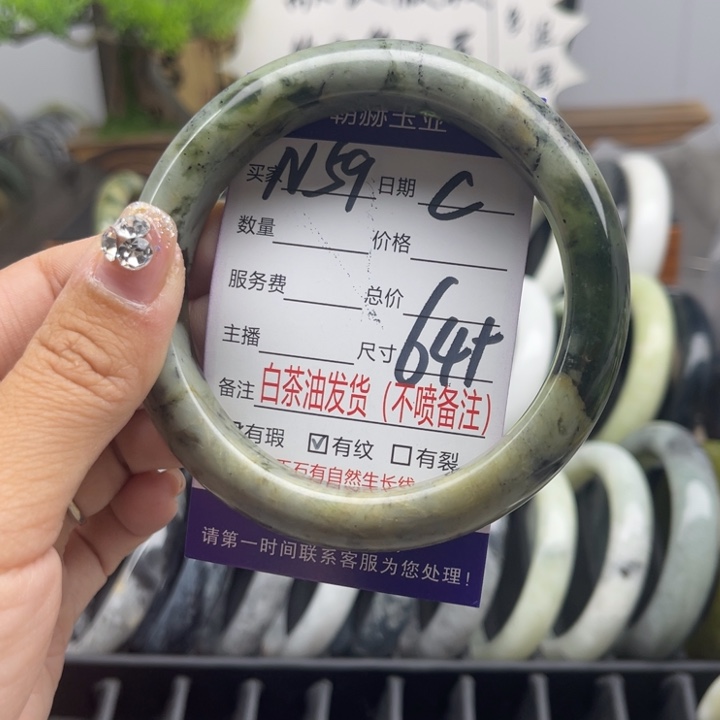 朝赫玉业
买家 N59 日期 C
数量 价格
服务费 总价
主播 尺寸 64+
备注 白茶油发货（不喷备注）
有瑕 ☑有纹 ☐有裂
玉石有自然生长线
请第一时间联系客服为您处理！